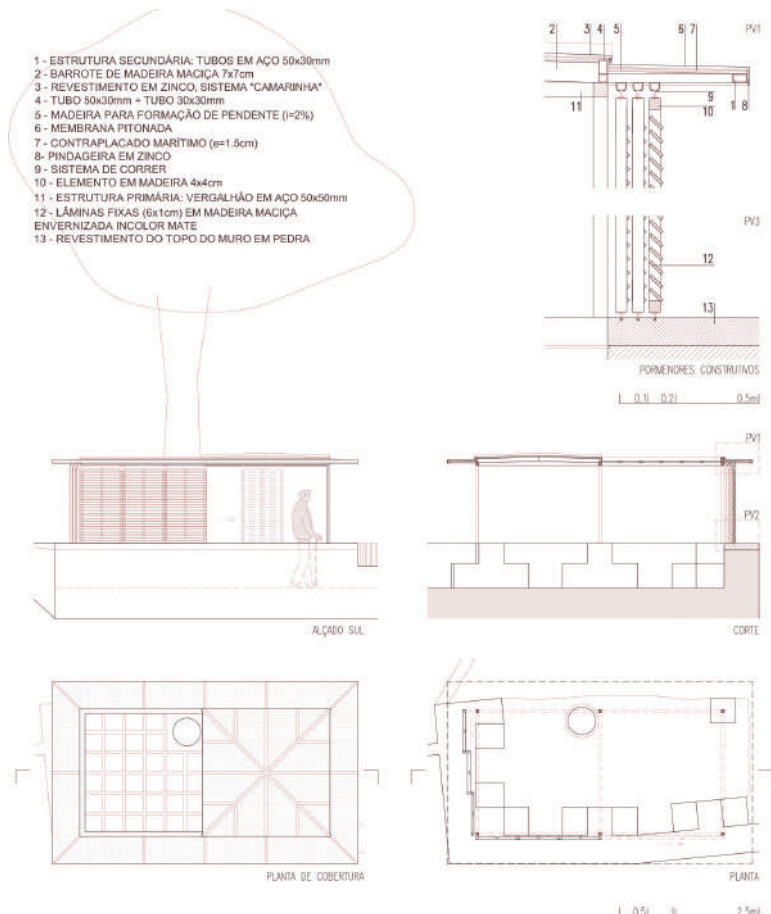 1 - ESTRUTURA SECUNDÁRIA: TUBOS EM AÇO 50x30mm
2 - BARROTE DE MADEIRA MACIÇA 7x7cm
3 - REVESTIMENTO EM ZINCO, SISTEMA "CAMARINHA"
4 - TUBO 50x30mm + TUBO 30x30mm
5 - MADEIRA PARA FORMAÇÃO DE PENDENTE (i=2%)
6 - MEMBRANA PITONADA
7 - CONTRAPLACADO MARÍTIMO (e=1.5cm)
8- PINDAGEIRA EM ZINCO
9 - SISTEMA DE CORRER
10 - ELEMENTO EM MADEIRA 4x4cm
11 - ESTRUTURA PRIMÁRIA: VERGALHÃO EM AÇO 50x50mm
12 - LÂMINAS FIXAS (6x1cm) EM MADEIRA MACIÇA
ENVERNIZADA INCOLOR MATE
13 - REVESTIMENTO DO TOPO DO MURO EM PEDRA
2 3 4 5 6 7 PV1
11 9 1 8
10
PV3
12
13
PORMENORES CONSTRUTIVOS
0.1 0.2 0.5m
PV1
PV2
ALÇADO SUL
CORTE
PLANTA DE COBERTURA
PLANTA
0.5 1 2.5m